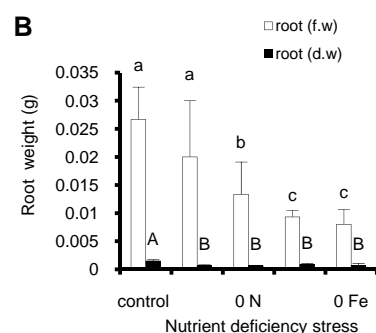 B
root (f.w)
root (d.w)
Root weight (g)
0.035
0.03
0.025
0.02
0.015
0.01
0.005
0
a
a
b
c
c
A
B
B
B
B
control
0 N
0 Fe
Nutrient deficiency stress